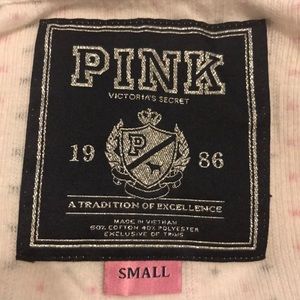 PINK
VICTORIA'S SECRET
19 P 86
A TRADITION OF EXCELLENCE
MADE IN VIETNAM
60% COTTON 40% POLYESTER
EXCLUSIVE OF TRIMS
SMALL